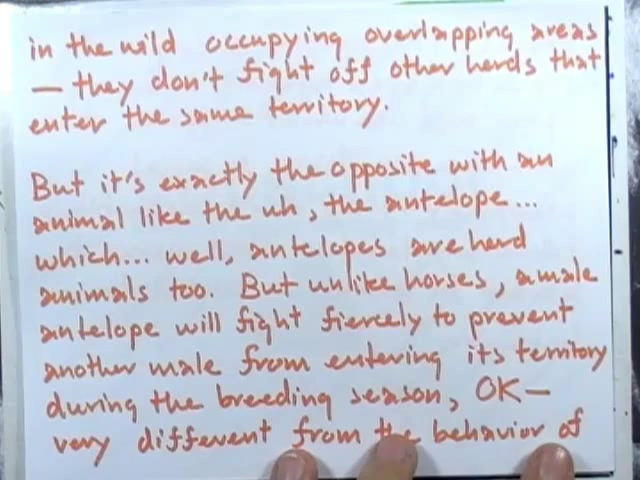 in the wild occupying overlapping areas
— they don't fight off other herds that
enter the same territory.
But it's exactly the opposite with an
animal like the uh, the antelope...
which... well, antelopes are herd
animals too. But unlike horses, a male
antelope will fight fiercely to prevent
another male from entering its territory
during the breeding season, OK—
very different from the behavior of